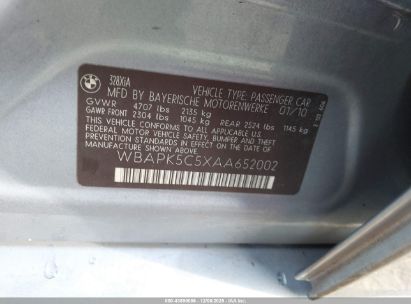 BMW
328XiA
VEHICLE TYPE: PASSENGER CAR
MFD BY BAYERISCHE MOTORENWERKE 01/10
GVWR 4707 lbs 2135 kg
GAWR FRONT 2304 lbs 1045 kg GAWR REAR 2524 lbs 1145 kg
THIS VEHICLE CONFORMS TO ALL APPLICABLE
FEDERAL MOTOR VEHICLE SAFETY, BUMPER AND THEFT
PREVENTION STANDARDS IN EFFECT ON THE DATE OF
MANUFACTURE SHOWN ABOVE.
WBAPK5C5XAA652002